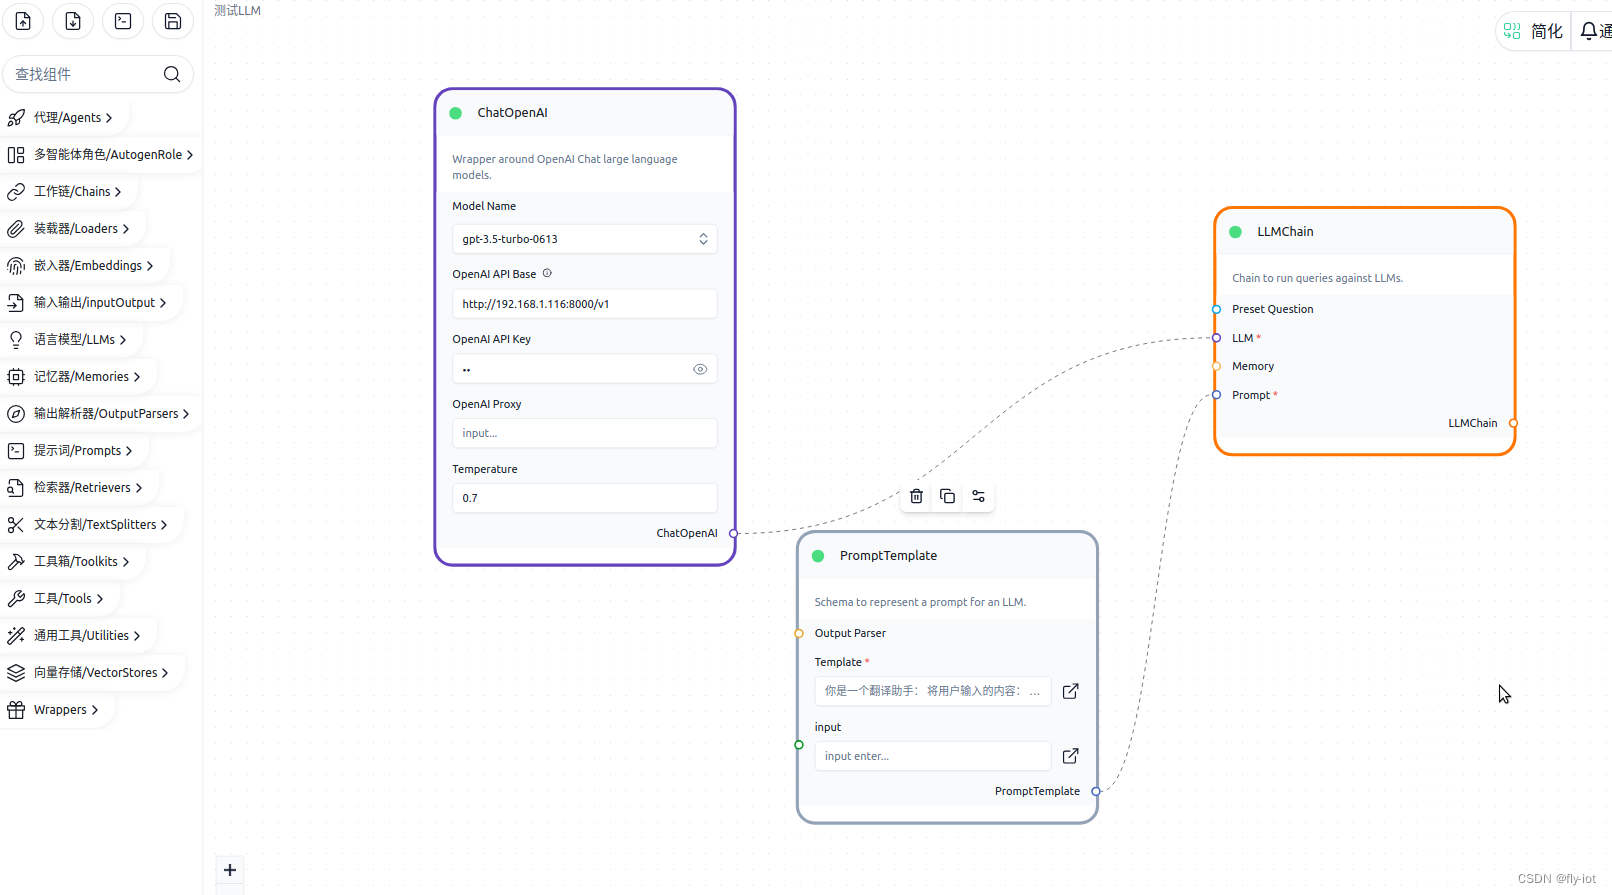 测试LLM
简化
通
查找组件
代理/Agents
多智能体角色/AutogenRole
工作链/Chains
装载器/Loaders
嵌入器/Embeddings
输入输出/inputOutput
语言模型/LLMs
记忆器/Memories
输出解析器/OutputParsers
提示词/Prompts
检索器/Retrievers
文本分割/TextSplitters
工具箱/Toolkits
工具/Tools
通用工具/Utilities
向量存储/VectorStores
Wrappers
ChatOpenAI
Wrapper around OpenAI Chat large language
models.
Model Name
gpt-3.5-turbo-0613
OpenAI API Base
http://192.168.1.116:8000/v1
OpenAI API Key
••
OpenAI Proxy
input...
Temperature
0.7
ChatOpenAI
PromptTemplate
Schema to represent a prompt for an LLM.
Output Parser
Template *
你是一个翻译助手： 将用户输入的内容： ...
input
input enter...
PromptTemplate
LLMChain
Chain to run queries against LLMs.
Preset Question
LLM *
Memory
Prompt *
LLMChain
CSDN @fly-iot